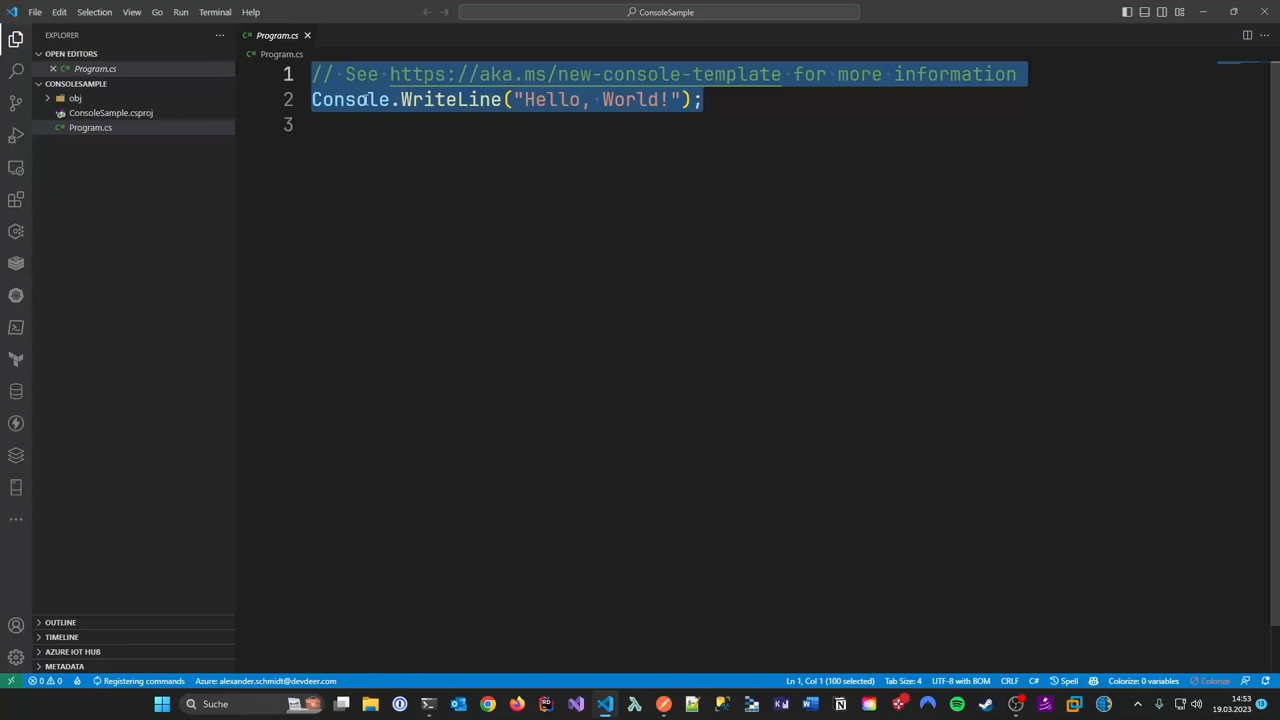 File Edit Selection View Go Run Terminal Help
ConsoleSample
EXPLORER
OPEN EDITORS
Program.cs
CONSOLESAMPLE
obj
ConsoleSample.csproj
Program.cs
OUTLINE
TIMELINE
AZURE IOT HUB
METADATA
Program.cs
Program.cs
1 // See https://aka.ms/new-console-template for more information
2 Console.WriteLine("Hello, World!");
3
0 0 Registering commands Azure: alexander.schmidt@devdeer.com Ln 1, Col 1 (100 selected) Tab Size: 4 UTF-8 with BOM CRLF C# Spell Colorize: 0 variables Colorize
Suche
14:53
19.03.2023